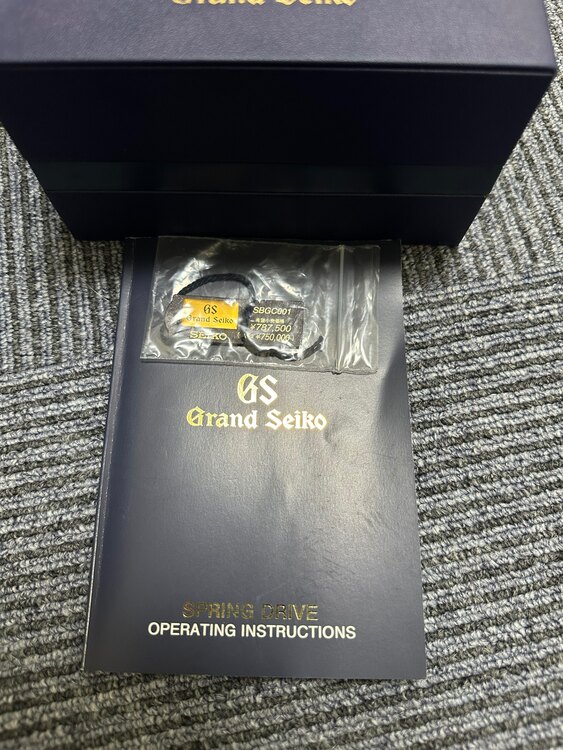 Grand Seiko
GS
Grand Seiko
SEIKO
SBGC001
¥787,500
¥750,000
GS
Grand Seiko
SPRING DRIVE
OPERATING INSTRUCTIONS